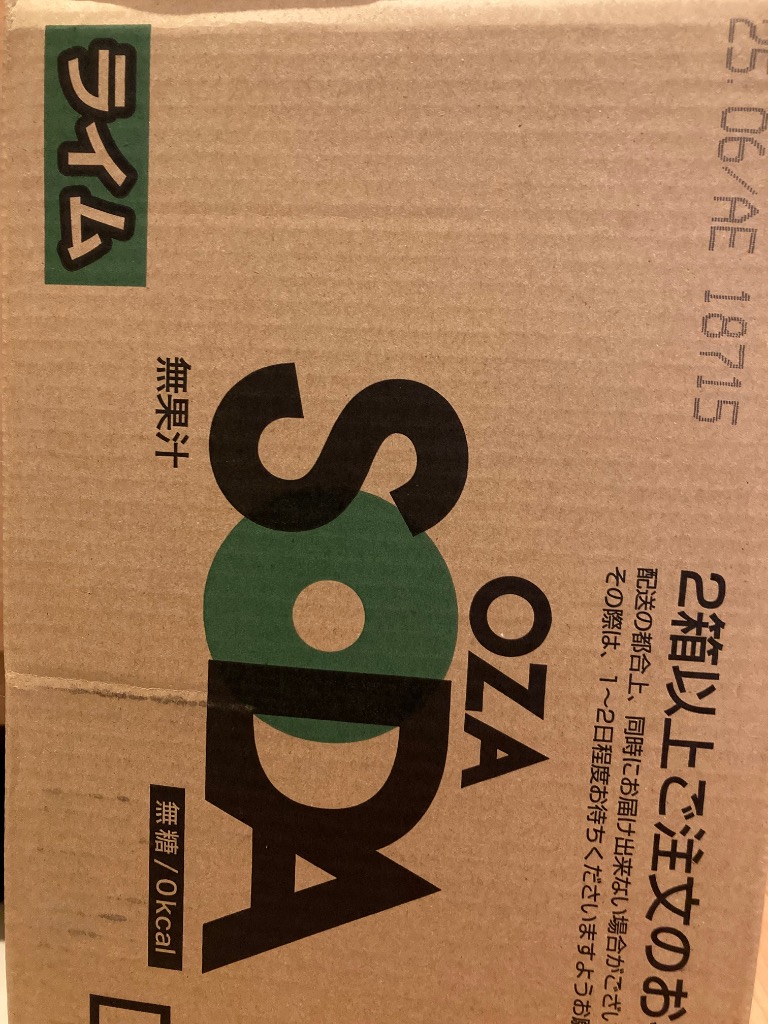 25.06/AE 18715
2箱以上ご注文のお
配送の都合上、同時にお届け出来ない場合がござい
その際は、1～2日程度お待ちくださいますようお願
OZA
SODA
無果汁
無糖/0kcal
ライム